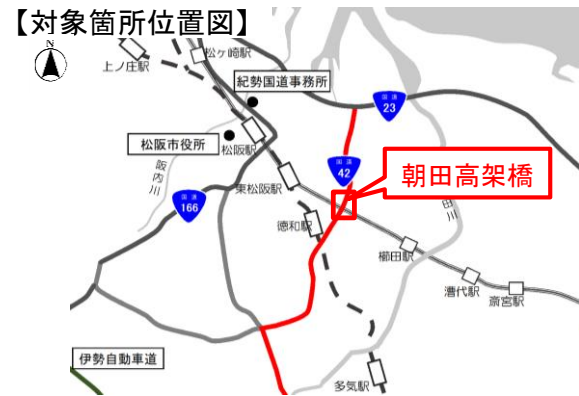 【対象箇所位置図】
N
松ヶ崎駅
上ノ庄駅
紀勢国道事務所
国道
23
松阪市役所
松阪駅
阪内川
国道
42
朝田高架橋
東松阪駅
国道
166
田川
徳和駅
櫛田駅
漕代駅
斎宮駅
伊勢自動車道
多気駅